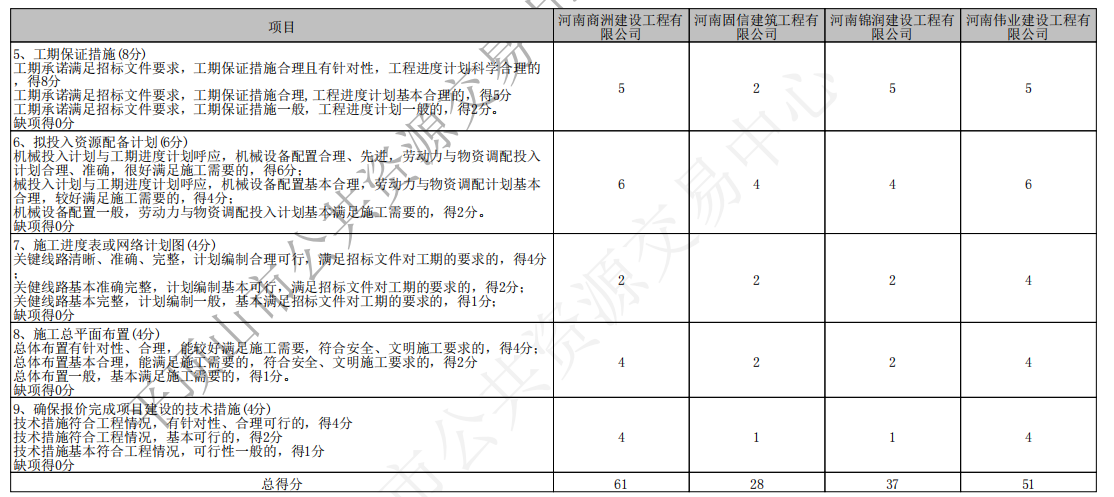 项目
河南商洲建设工程有
限公司
河南固信建筑工程有
限公司
河南锦润建设工程有
限公司
河南伟业建设工程有
限公司
5、工期保证措施(8分)
工期承诺满足招标文件要求，工期保证措施合理且有针对性，工程进度计划科学合理的
，得8分
工期承诺满足招标文件要求，工期保证措施合理,工程进度计划基本合理的，得5分
工期承诺满足招标文件要求，工期保证措施一般，工程进度计划一般的，得2分。
缺项得0分
5
2
5
5
6、拟投入资源配备计划(6分)
机械投入计划与工期进度计划呼应，机械设备配置合理、先进，劳动力与物资调配投入
计划合理、准确，很好满足施工需要的，得6分；
械投入计划与工期进度计划呼应，机械设备配置基本合理，劳动力与物资调配计划基本
合理，较好满足施工需要的，得4分；
机械设备配置一般，劳动力与物资调配投入计划基本满足施工需要的，得2分。
缺项得0分
6
4
4
6
7、施工进度表或网络计划图(4分)
关键线路清晰、准确、完整，计划编制合理可行，满足招标文件对工期的要求的，得4分
；
关健线路基本准确完整，计划编制基本可行，满足招标文件对工期的要求的，得2分；
关健线路基本完整，计划编制一般，基本满足招标文件对工期的要求的，得1分；
缺项得0分
2
2
2
4
8、施工总平面布置(4分)
总体布置有针对性、合理，能较好满足施工需要，符合安全、文明施工要求的，得4分；
总体布置基本合理，能满足施工需要的，符合安全、文明施工要求的，得2分
总体布置一般，基本满足施工需要的，得1分。
缺项得0分
4
2
2
4
9、确保报价完成项目建设的技术措施(4分)
技术措施符合工程情况，有针对性、合理可行的，得4分
技术措施符合工程情况，基本可行的，得2分
技术措施基本符合工程情况，可行性一般的，得1分
缺项得0分
4
1
1
4
总得分
61
28
37
51
平顶山市公共资源交易中
市公共资源交易中心